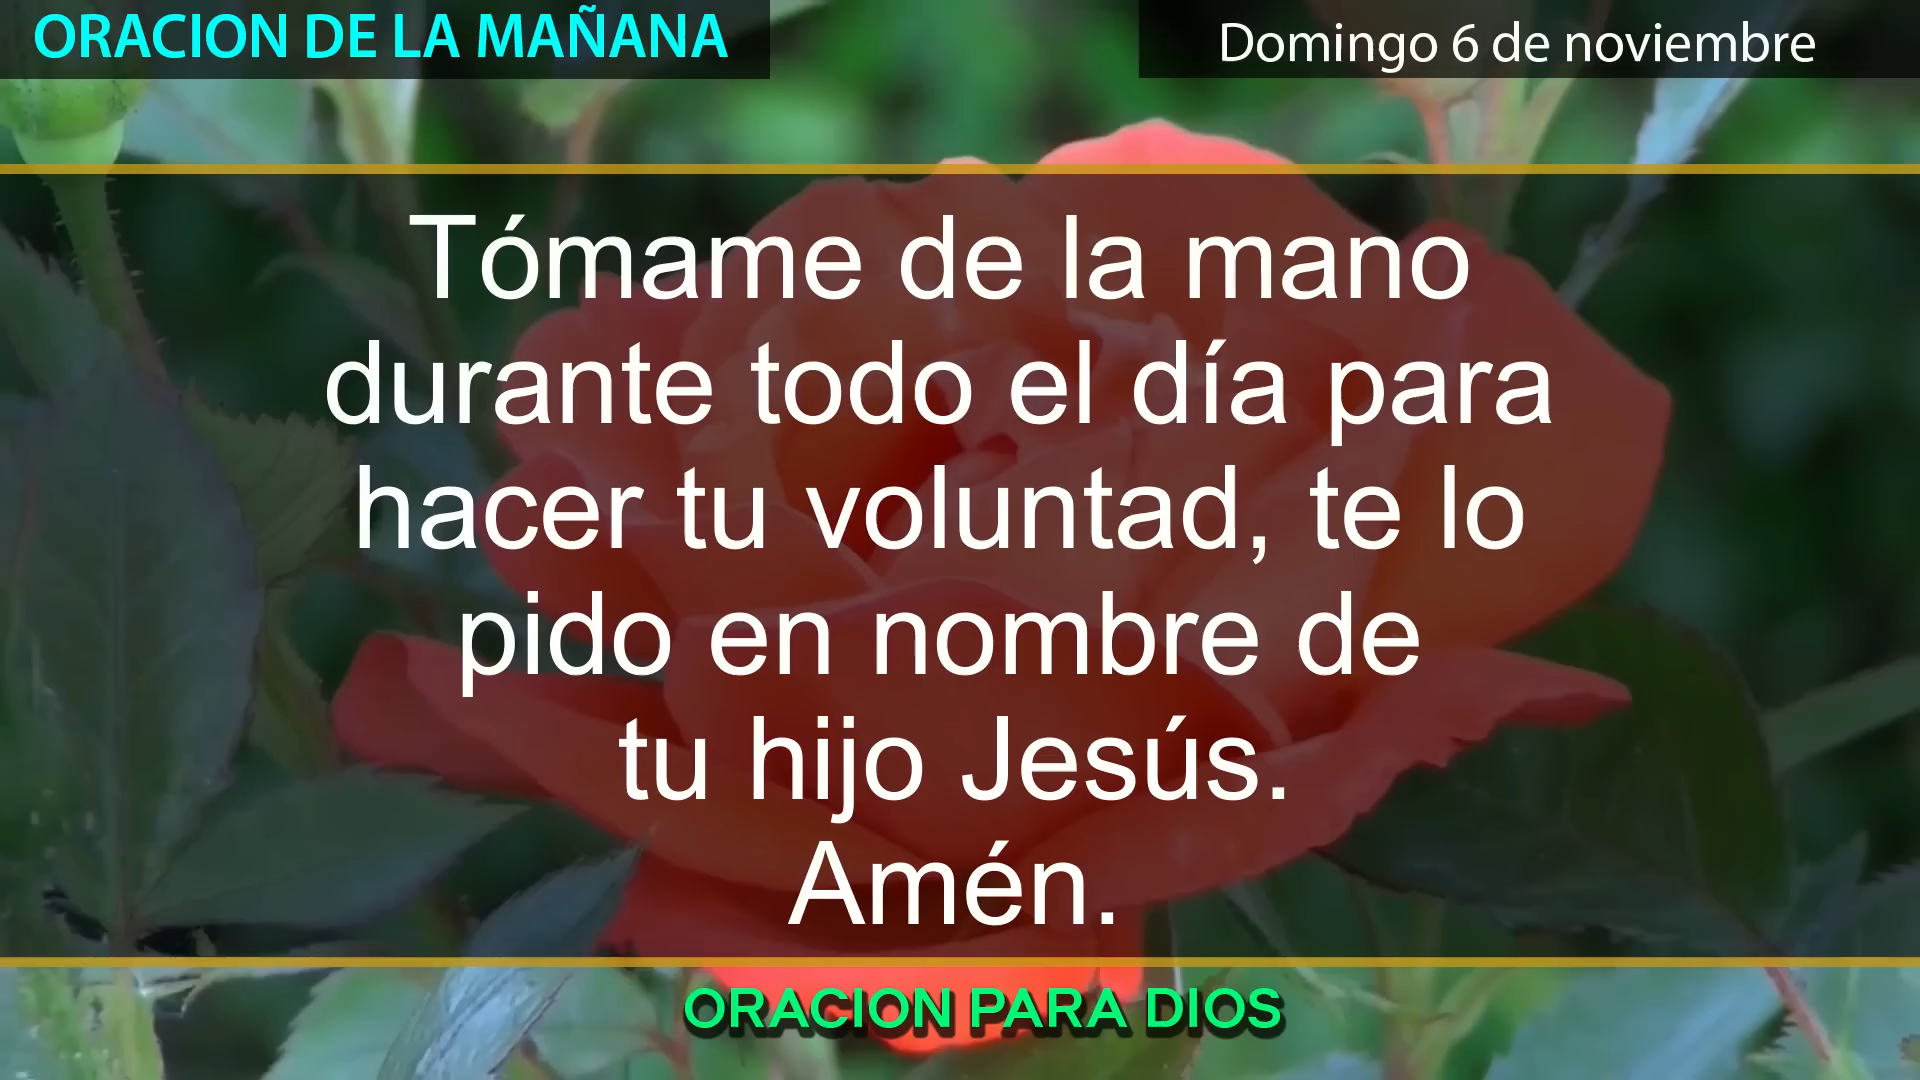 ORACION DE LA MAÑANA
Domingo 6 de noviembre
Tómame de la mano
durante todo el día para
hacer tu voluntad, te lo
pido en nombre de
tu hijo Jesús.
Amén.
ORACION PARA DIOS